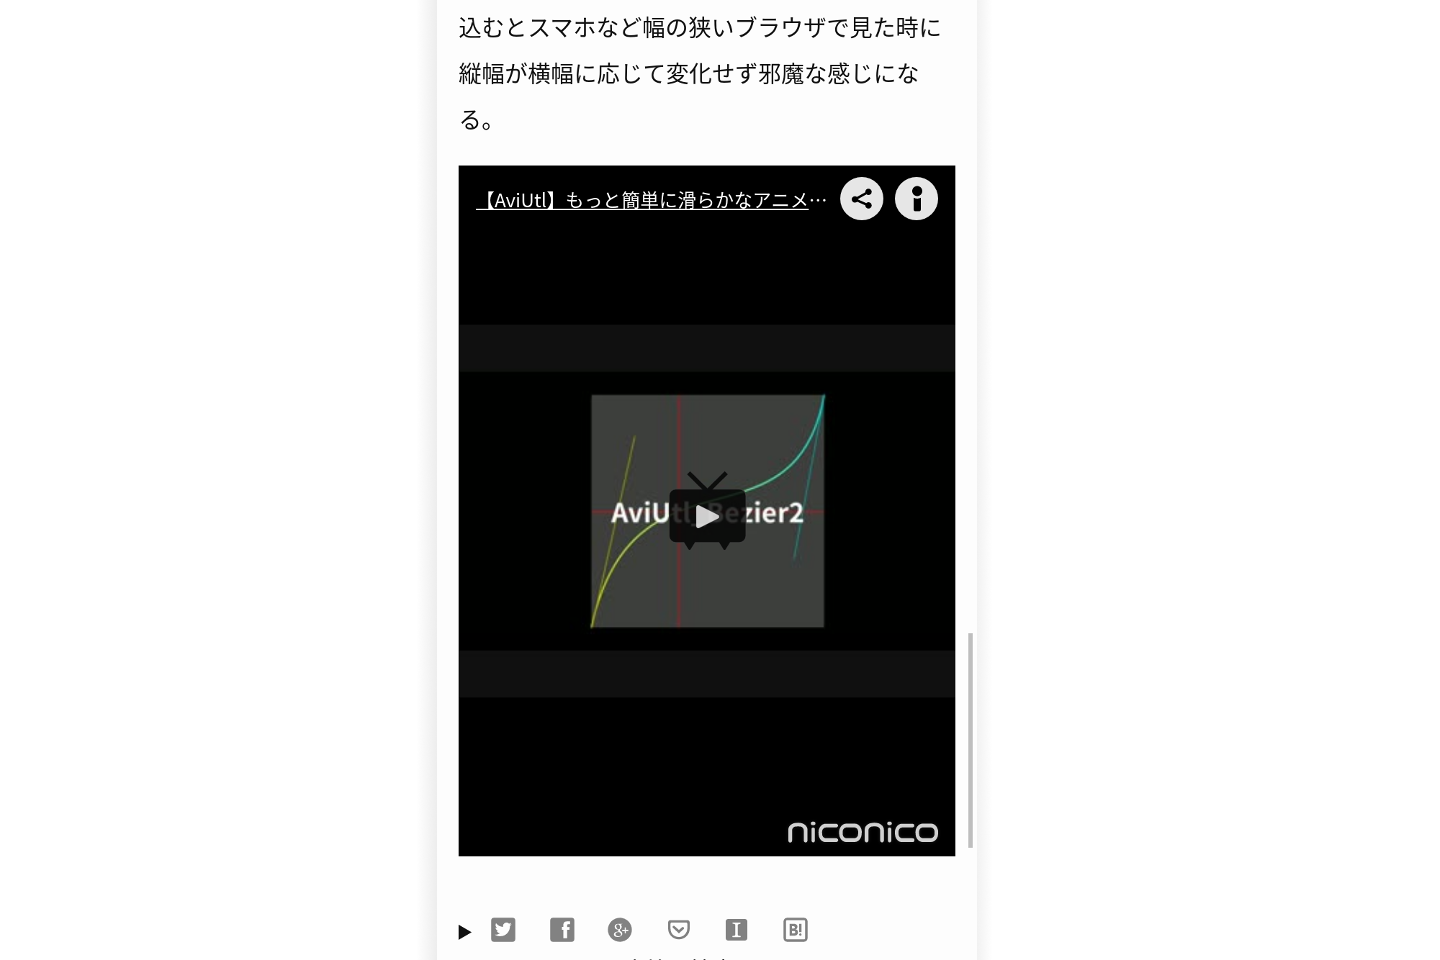 込むとスマホなど幅の狭いブラウザで見た時に
縦幅が横幅に応じて変化せず邪魔な感じにな
る。
【AviUtl】もっと簡単に滑らかなアニメ…
AviUtl_Bezier2
niconico